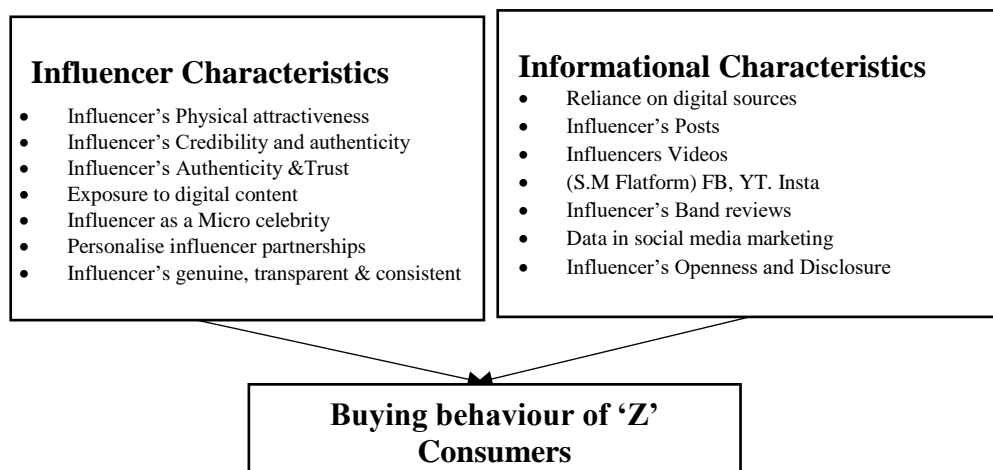 Influencer Characteristics
• Influencer’s Physical attractiveness
• Influencer’s Credibility and authenticity
• Influencer’s Authenticity &Trust
• Exposure to digital content
• Influencer as a Micro celebrity
• Personalise influencer partnerships
• Influencer’s genuine, transparent & consistent
Informational Characteristics
• Reliance on digital sources
• Influencer’s Posts
• Influencers Videos
• (S.M Flatform) FB, YT. Insta
• Influencer’s Band reviews
• Data in social media marketing
• Influencer’s Openness and Disclosure
Buying behaviour of ‘Z’
Consumers